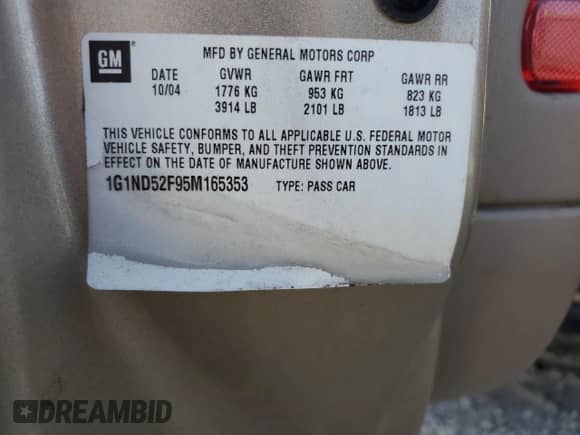 GM
MFD BY GENERAL MOTORS CORP
DATE GVWR GAWR FRT GAWR RR
10/04 1776 KG 953 KG 823 KG
3914 LB 2101 LB 1813 LB
THIS VEHICLE CONFORMS TO ALL APPLICABLE U.S. FEDERAL MOTOR
VEHICLE SAFETY, BUMPER, AND THEFT PREVENTION STANDARDS IN
EFFECT ON THE DATE OF MANUFACTURE SHOWN ABOVE.
1G1ND52F95M165353 TYPE: PASS CAR
DREAMBID